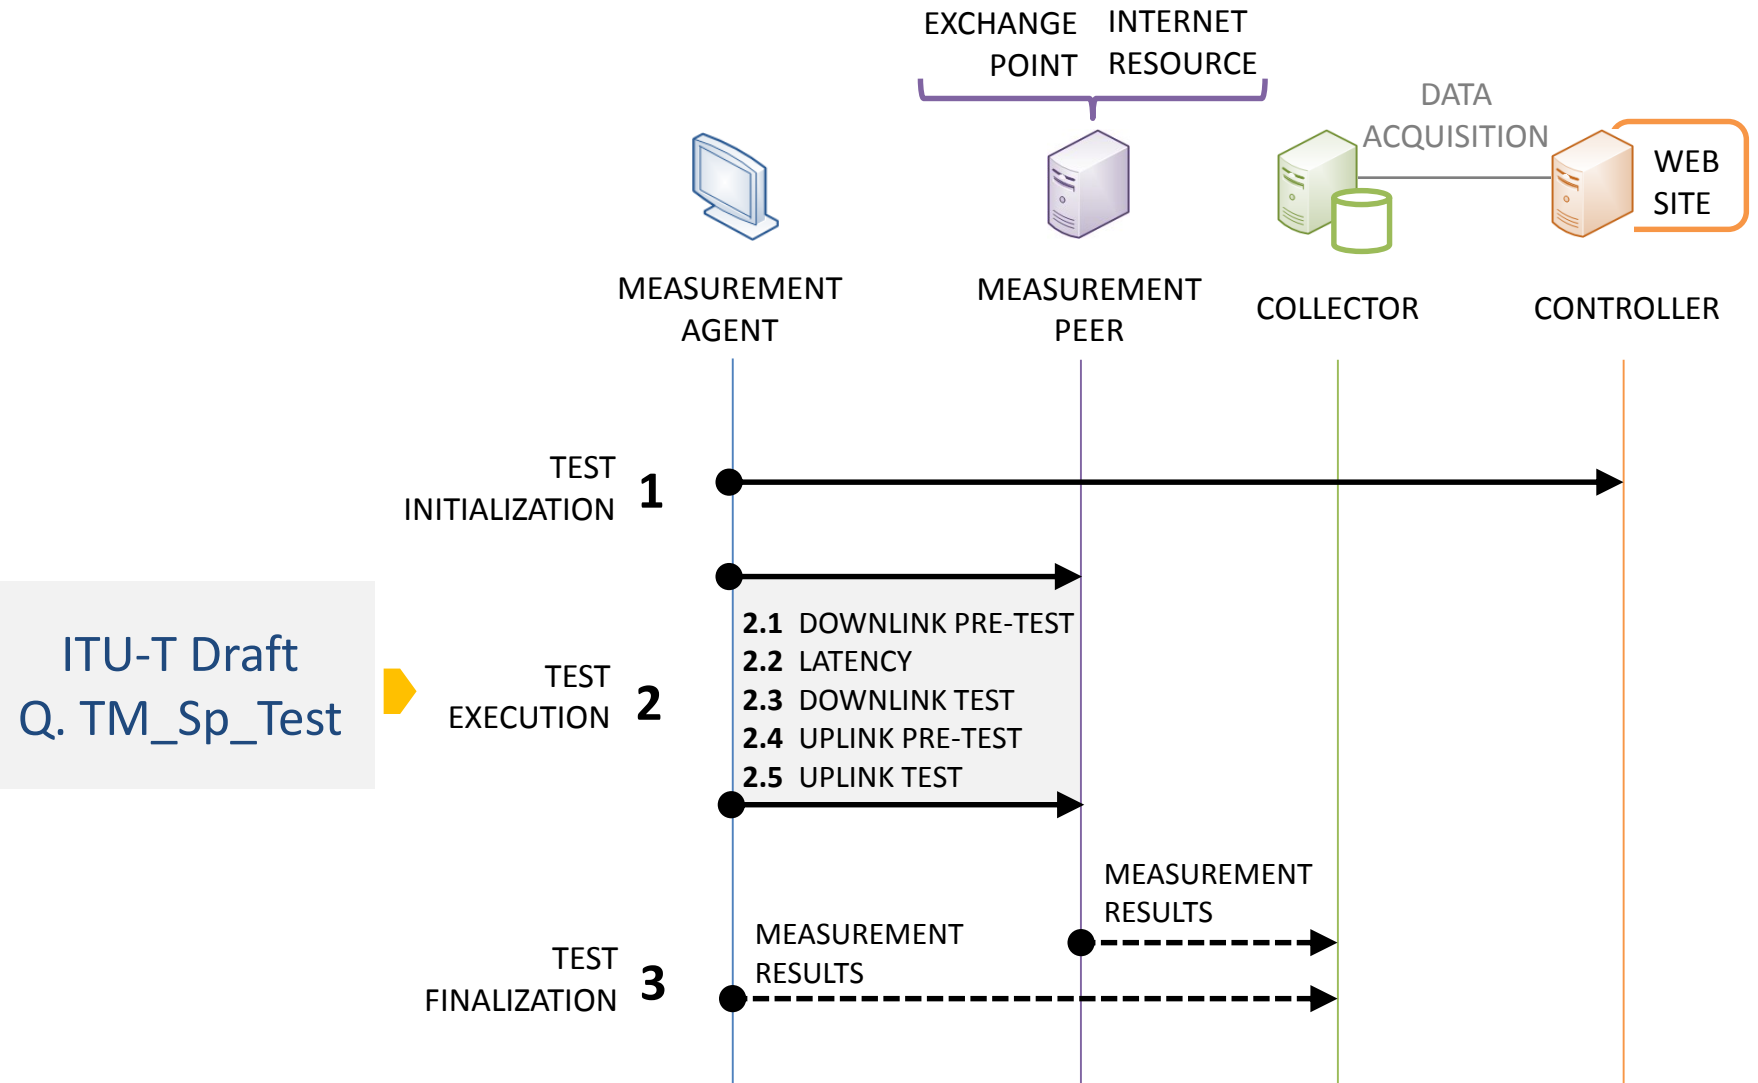 EXCHANGE
POINT
INTERNET
RESOURCE
DATA
ACQUISITION
WEB
SITE
MEASUREMENT
AGENT
MEASUREMENT
PEER
COLLECTOR
CONTROLLER
TEST
INITIALIZATION
1
ITU-T Draft
Q. TM_Sp_Test
TEST
EXECUTION
2
2.1 DOWNLINK PRE-TEST
2.2 LATENCY
2.3 DOWNLINK TEST
2.4 UPLINK PRE-TEST
2.5 UPLINK TEST
MEASUREMENT
RESULTS
TEST
FINALIZATION
3
MEASUREMENT
RESULTS